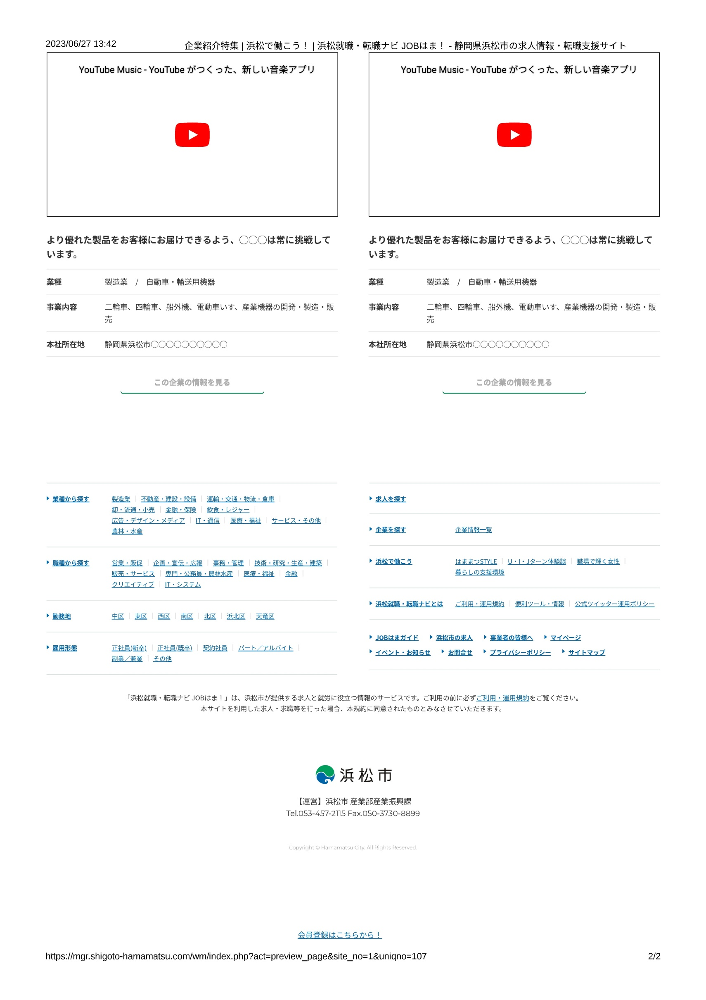 2023/06/27 13:42
企業紹介特集 | 浜松で働こう！ | 浜松就職・転職ナビ JOBはま！ - 静岡県浜松市の求人情報・転職支援サイト
YouTube Music - YouTube がつくった、新しい音楽アプリ
より優れた製品をお客様にお届けできるよう、〇〇〇は常に挑戦して
います。
業種 製造業　/　自動車・輸送用機器
事業内容 二輪車、四輪車、船外機、電動車いす、産業機器の開発・製造・販
売
本社所在地 静岡県浜松市〇〇〇〇〇〇〇〇〇〇
この企業の情報を見る
YouTube Music - YouTube がつくった、新しい音楽アプリ
より優れた製品をお客様にお届けできるよう、〇〇〇は常に挑戦して
います。
業種 製造業　/　自動車・輸送用機器
事業内容 二輪車、四輪車、船外機、電動車いす、産業機器の開発・製造・販
売
本社所在地 静岡県浜松市〇〇〇〇〇〇〇〇〇〇
この企業の情報を見る
業種から探す 製造業 | 不動産・建設・設備 | 運輸・交通・物流・倉庫 |
卸・流通・小売 | 金融・保険 | 飲食・レジャー |
広告・デザイン・メディア | IT・通信 | 医療・福祉 | サービス・その他 |
農林・水産
職種から探す 営業・販促 | 企画・宣伝・広報 | 事務・管理 | 技術・研究・生産・建築 |
販売・サービス | 専門・公務員・農林水産 | 医療・福祉 | 金融 |
クリエイティブ | IT・システム
勤務地 中区 | 東区 | 西区 | 南区 | 北区 | 浜北区 | 天竜区
雇用形態 正社員(新卒) | 正社員(既卒) | 契約社員 | パート／アルバイト |
副業／兼業 | その他
求人を探す
企業を探す 企業情報一覧
浜松で働こう はままつSTYLE | U・I・Jターン体験談 | 職場で輝く女性 |
暮らしの支援環境
浜松就職・転職ナビとは ご利用・運用規約 | 便利ツール・情報 | 公式ツイッター運用ポリシー
JOBはまガイド 浜松市の求人 事業者の皆様へ マイページ
イベント・お知らせ お問合せ プライバシーポリシー サイトマップ
「浜松就職・転職ナビ JOBはま！」は、浜松市が提供する求人と就労に役立つ情報のサービスです。ご利用の前に必ずご利用・運用規約をご覧ください。
本サイトを利用した求人・求職等を行った場合、本規約に同意されたものとみなさせていただきます。
浜松市
【運営】浜松市 産業部産業振興課
Tel.053-457-2115 Fax.050-3730-8899
Copyright © Hamamatsu City. All Rights Reserved.
会員登録はこちらから！
https://mgr.shigoto-hamamatsu.com/wm/index.php?act=preview_page&site_no=1&uniqno=107
2/2